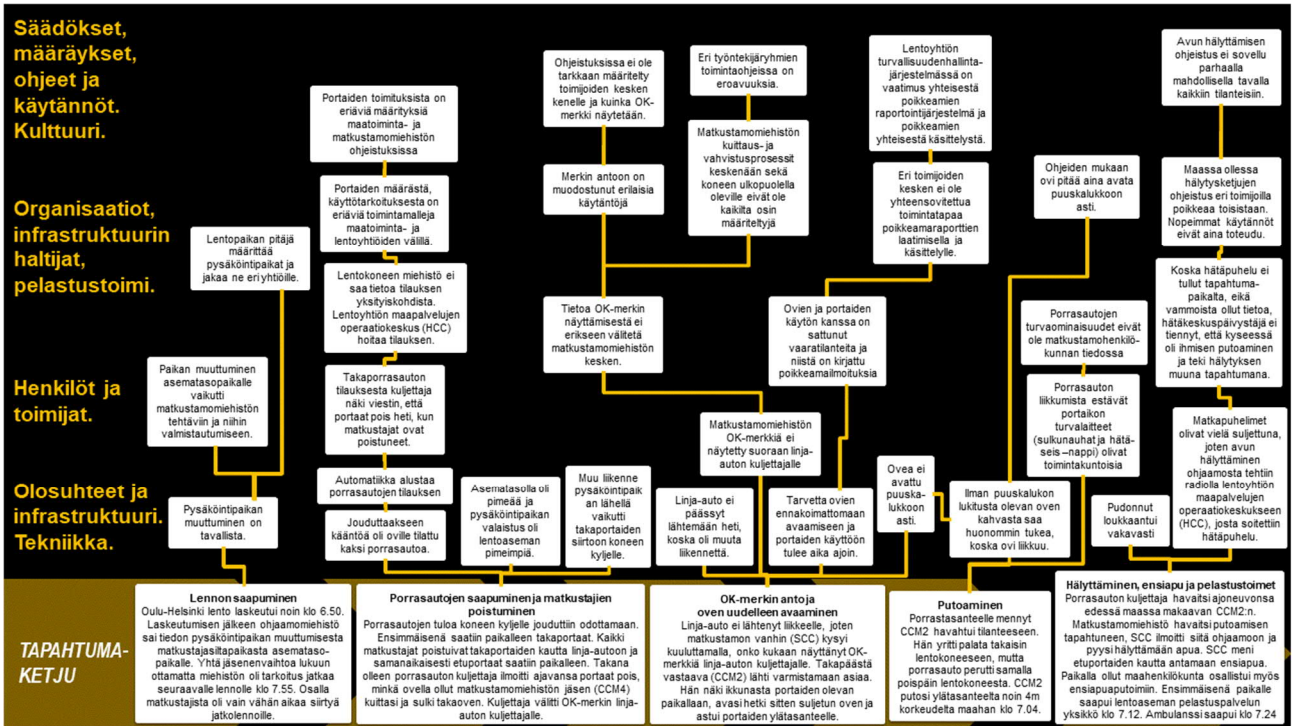 Säädökset,
määräykset,
ohjeet ja
käytännöt.
Kulttuuri.
Organisaatiot,
infrastruktuurin
haltijat,
pelastustoimi.
Henkilöt ja
toimijat.
Olosuhteet ja
infrastruktuuri.
Tekniikka.
TAPAHTUMA-
KETJU
Lentopaikan pitäjä
määrittää
pysäköintipaikat ja
jakaa ne eri yhtiöille.
Paikan muuttuminen
asematasopaikalle
vaikutti
matkustamomiehistön
tehtäviin ja niihin
valmistautumiseen.
Pysäköintipaikan
muuttuminen on
tavallista.
Portaiden toimituksista on
eriäviä määrityksiä
maatoiminta- ja
matkustamomiehistön
ohjeistuksissa
Portaiden määrästä,
käyttötarkoituksesta on
eriäviä toimintamalleja
maatoiminta- ja
lentoyhtiöiden välillä.
Lentokoneen miehistö ei
saa tietoa tilauksen
yksityiskohdista.
Lentoyhtiön maapalvelujen
operaatiokeskus (HCC)
hoitaa tilauksen.
Takaporrasauton
tilauksesta kuljettaja
näki viestin, että
portaat pois heti, kun
matkustajat ovat
poistuneet.
Automatiikka alustaa
porrasautojen tilauksen
Jouduttaakseen
kääntöä oli oville tilattu
kaksi porrasautoa.
Asematasolla oli
pimeää ja
pysäköintipaikan
valaistus oli
lentoaseman
pimeimpiä.
Muu liikenne
pysäköintipaik
an lähellä
vaikutti
takaportaiden
siirtoon koneen
kyljelle.
Ohjeistuksissa ei ole
tarkkaan määritelty
toimijoiden kesken
kenelle ja kuinka OK-
merkki näytetään.
Merkin antoon on
muodostunut erilaisia
käytäntöjä
Eri työntekijäryhmien
toimintaohjeissa on
eroavuuksia.
Matkustamomiehistön
kuittaus- ja
vahvistusprosessit
keskenään sekä
koneen ulkopuolella
oleville eivät ole
kaikilta osin
määriteltyjä
Tietoa OK-merkin
näyttämisestä ei
erikseen välitetä
matkustamomiehistön
kesken.
Matkustamomiehistön
OK-merkkiä ei
näytetty suoraan linja-
auton kuljettajalle
Linja-auto ei
päässyt
lähtemään heti,
koska oli muuta
liikennettä.
Lentoyhtiön
turvallisuudenhallinta-
järjestelmässä on
vaatimus yhteisestä
poikkeamien
raportointijärjestelmä ja
poikkeamien
yhteisestä käsittelystä.
Eri toimijoiden
kesken ei ole
yhteensovitettua
toimintatapaa
poikkeamaraporttien
laatimisella ja
käsittelylle.
Ovien ja portaiden
käytön kanssa on
sattunut
vaaratilanteita ja
niistä on kirjattu
poikkeamailmoituksia
Tarvetta ovien
ennakoimattomaan
avaamiseen ja
portaiden käyttöön
tulee aika ajoin.
Ovea ei
avattu
puuska-
lukkoon
asti.
Ohjeiden mukaan
ovi pitää aina avata
puuskalukkoon
asti.
Ilman puuskalukon
lukitusta olevan oven
kahvasta saa
huonommin tukea,
koska ovi liikkuu.
Porrasautojen
turvaominaisuudet eivät
ole matkustamohenkilö-
kunnan tiedossa
Porrasauton
liikkumista estävät
portaikon
turvalaitteet
(sulkunauhat ja hätä-
seis –nappi) olivat
toimintakuntoisia
Avun hälyttämisen
ohjeistus ei sovellu
parhaalla
mahdollisella tavalla
kaikkiin tilanteisiin.
Maassa ollessa
hälytysketjujen
ohjeistus eri toimijoilla
poikkeaa toisistaan.
Nopeimmat käytännöt
eivät aina toteudu.
Koska hätäpuhelu ei
tullut tapahtuma-
paikalta, eikä
vammoista ollut tietoa,
hätäkeskuspäivystäjä ei
tiennyt, että kyseessä
oli ihmisen putoaminen
ja teki hälytyksen
muuna tapahtumana.
Matkapuhelimet
olivat vielä suljettuna,
joten avun
hälyttäminen
ohjaamosta tehtiin
radiolla lentoyhtiön
maapalvelujen
operaatiokeskukseen
(HCC), josta soitettiin
hätäpuhelu.
Pudonnut
loukkaantui
vakavasti
Lennon saapuminen
Oulu-Helsinki lento laskeutui noin klo 6.50.
Laskeutumisen jälkeen ohjaamomiehistö
sai tiedon pysäköintipaikan muuttumisesta
matkustajasiltapaikasta asemataso-
paikalle. Yhtä jäsenenvaihtoa lukuun
ottamatta miehistön oli tarkoitus jatkaa
seuraavalle lennolle klo 7.55. Osalla
matkustajista oli vain vähän aikaa siirtyä
jatkolennoille.
Porrasautojen saapuminen ja matkustajien
poistuminen
Porrasautojen tuloa koneen kyljelle jouduttiin odottamaan.
Ensimmäisenä saatiin paikalleen takaportaat. Kaikki
matkustajat poistuivat takaportaiden kautta linja-autoon ja
samanaikaisesti etuportaat saatiin paikalleen. Takana
olleen porrasauton kuljettaja ilmoitti ajavansa portaat pois,
minkä ovella ollut matkustamomiehistön jäsen (CCM4)
kuittasi ja sulki takaoven. Kuljettaja välitti OK-merkin linja-
auton kuljettajalle.
OK-merkin anto ja
oven uudelleen avaaminen
Linja-auto ei lähtenyt liikkeelle, joten
matkustamon vanhin (SCC) kysyi
kuuluttamalla, onko kukaan näyttänyt OK-
merkkiä linja-auton kuljettajalle. Takapäästä
vastaava (CCM2) lähti varmistamaan asiaa.
Hän näki ikkunasta portaiden olevan
paikallaan, avasi hetki sitten suljetun oven ja
astui portaiden ylätasanteelle.
Putoaminen
Porrastasanteelle mennyt
CCM2 havahtui tilanteeseen.
Hän yritti palata takaisin
lentokoneeseen, mutta
porrasauto perutti samalla
poispäin lentokoneesta. CCM2
putosi ylätasanteelta noin 4m
korkeudelta maahan klo 7.04.
Hälyttäminen, ensiapu ja pelastustoimet
Porrasauton kuljettaja havaitsi ajoneuvonsa
edessä maassa makaavan CCM2:n.
Matkustamomiehistö havaitsi putoamisen
tapahtuneen, SCC ilmoitti siitä ohjaamoon ja
pyysi hälyttämään apua. SCC meni
etuportaiden kautta antamaan ensiapua.
Paikalla ollut maahenkilökunta osallistui myös
ensiapuaputoimiin. Ensimmäisenä paikalle
saapui lentoaseman pelastuspalvelun
yksikkö klo 7.12. Ambulanssi saapui klo 7.24